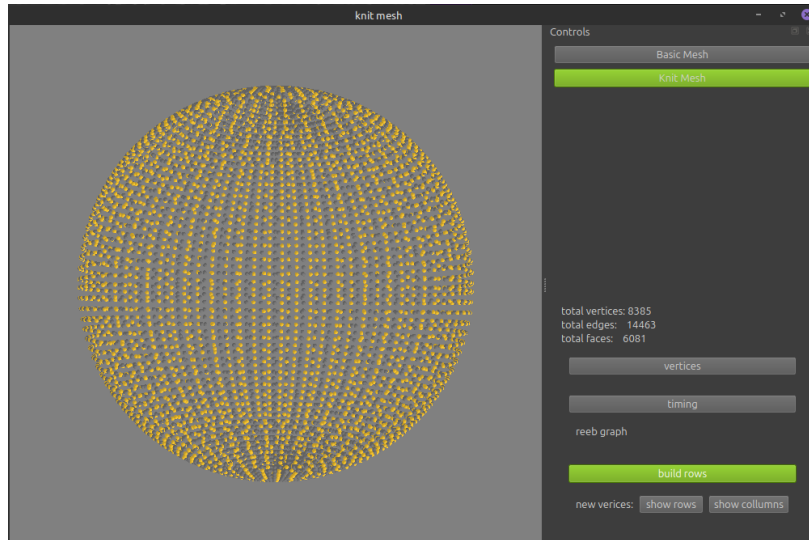 knit mesh
Controls
Basic Mesh
Knit Mesh
total vertices: 8385
total edges: 14463
total faces: 6081
vertices
timing
reeb graph
build rows
new verices: show rows show collumns